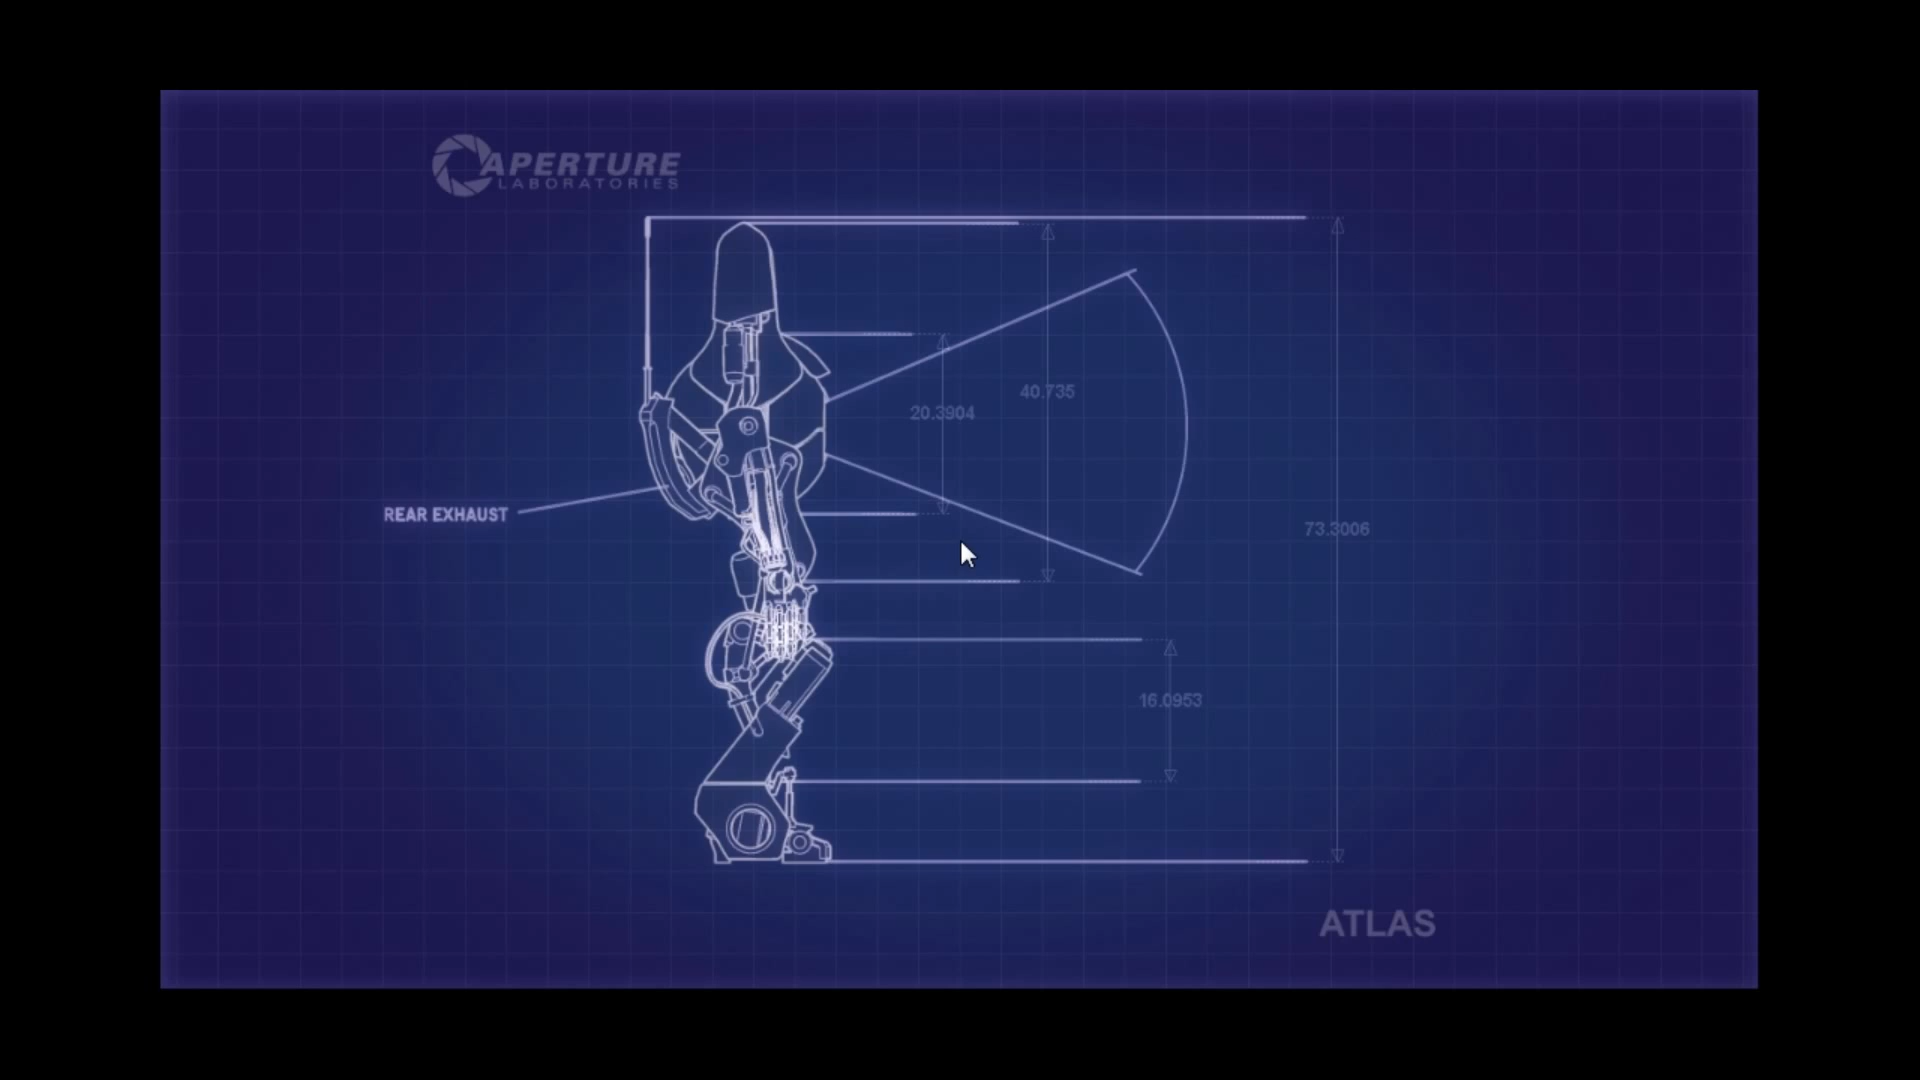 APERTURE
LABORATORIES
40.735
20.3904
REAR EXHAUST
73.3006
16.0953
ATLAS